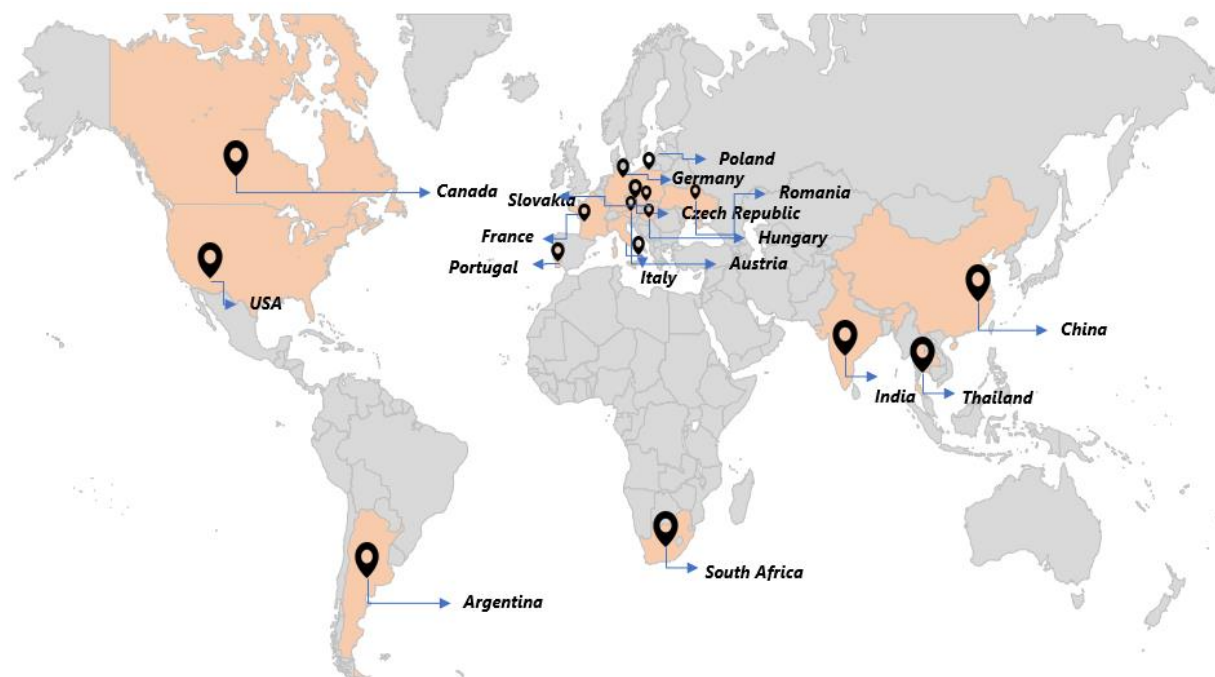 Poland
Germany
Canada
Slovakia
Romania
Czech Republic
France
Hungary
Portugal
Italy
Austria
USA
China
India
Thailand
South Africa
Argentina